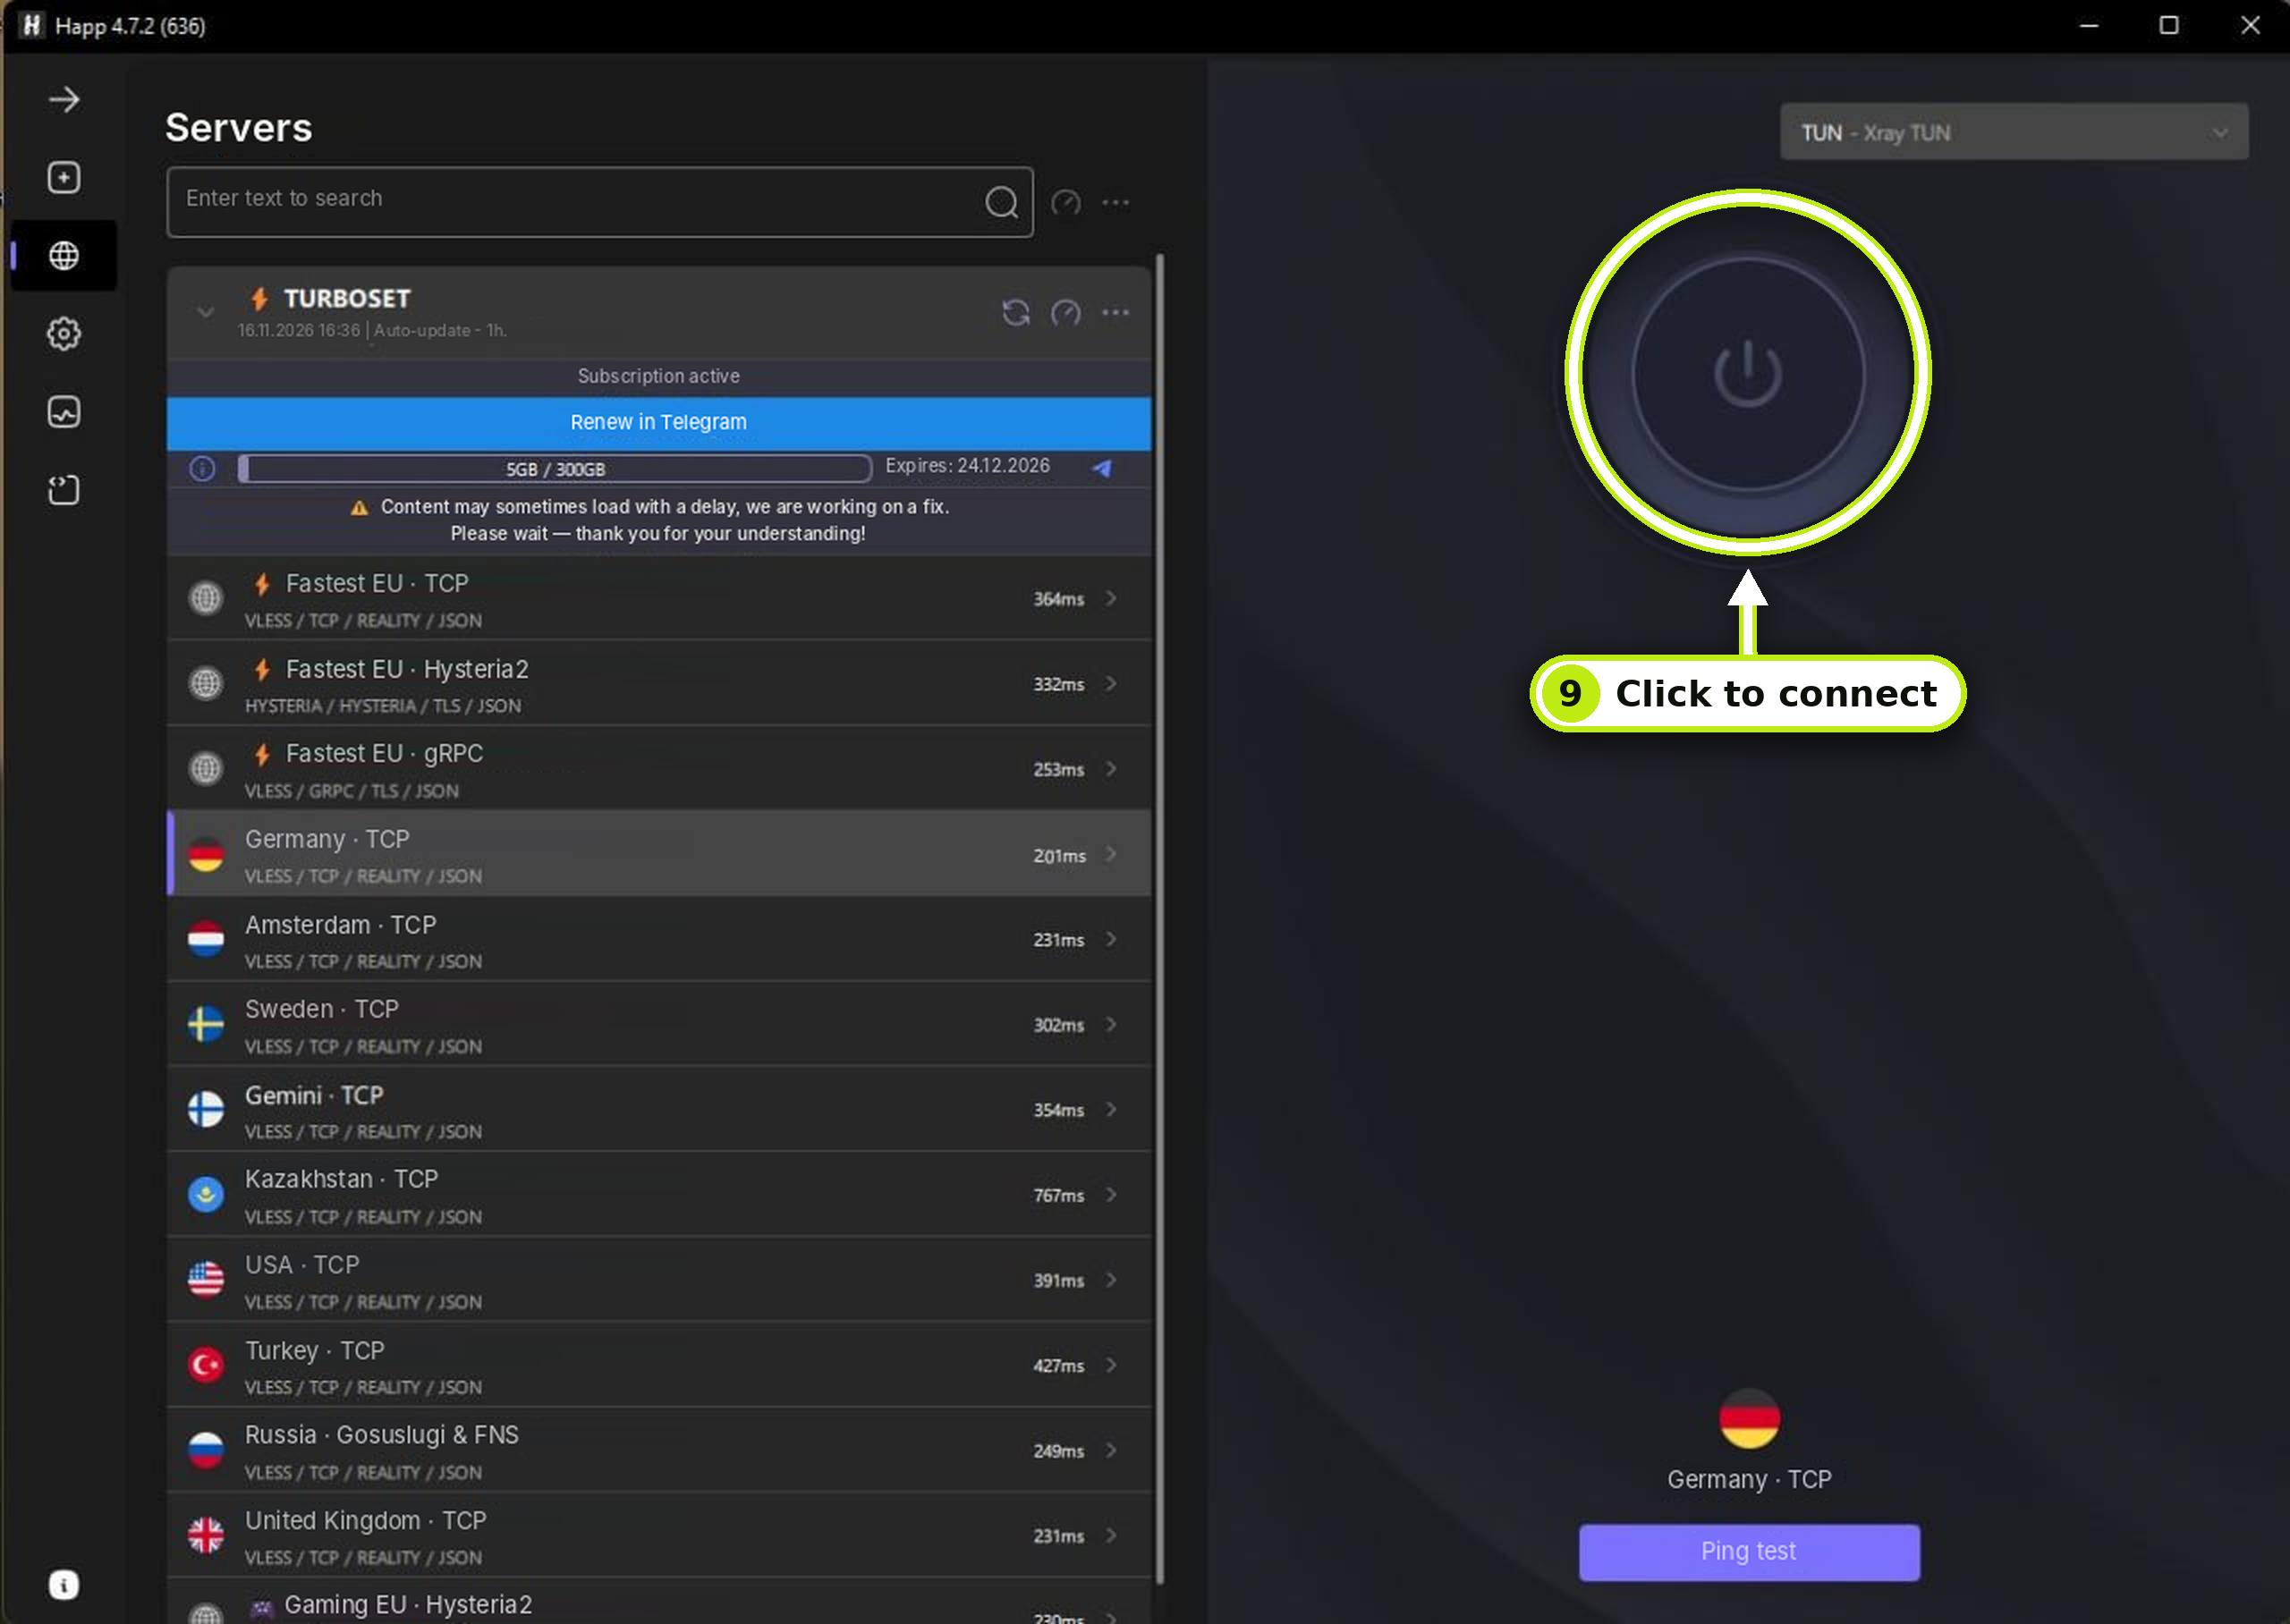 Happ 4.7.2 (636)
Servers
TUN - Xray TUN
Enter text to search
TURBOSET
16.11.2026 16:36 | Auto-update - 1h.
Subscription active
Renew in Telegram
5GB / 300GB
Expires: 24.12.2026
Content may sometimes load with a delay, we are working on a fix.
Please wait — thank you for your understanding!
Fastest EU · TCP
VLESS / TCP / REALITY / JSON
364ms
Fastest EU · Hysteria2
HYSTERIA / HYSTERIA / TLS / JSON
332ms
Fastest EU · gRPC
VLESS / GRPC / TLS / JSON
253ms
Germany · TCP
VLESS / TCP / REALITY / JSON
201ms
Amsterdam · TCP
VLESS / TCP / REALITY / JSON
231ms
Sweden · TCP
VLESS / TCP / REALITY / JSON
302ms
Gemini · TCP
VLESS / TCP / REALITY / JSON
354ms
Kazakhstan · TCP
VLESS / TCP / REALITY / JSON
767ms
USA · TCP
VLESS / TCP / REALITY / JSON
391ms
Turkey · TCP
VLESS / TCP / REALITY / JSON
427ms
Russia · Gosuslugi & FNS
VLESS / TCP / REALITY / JSON
249ms
United Kingdom · TCP
VLESS / TCP / REALITY / JSON
231ms
Gaming EU · Hysteria2
230ms
9 Click to connect
Germany · TCP
Ping test